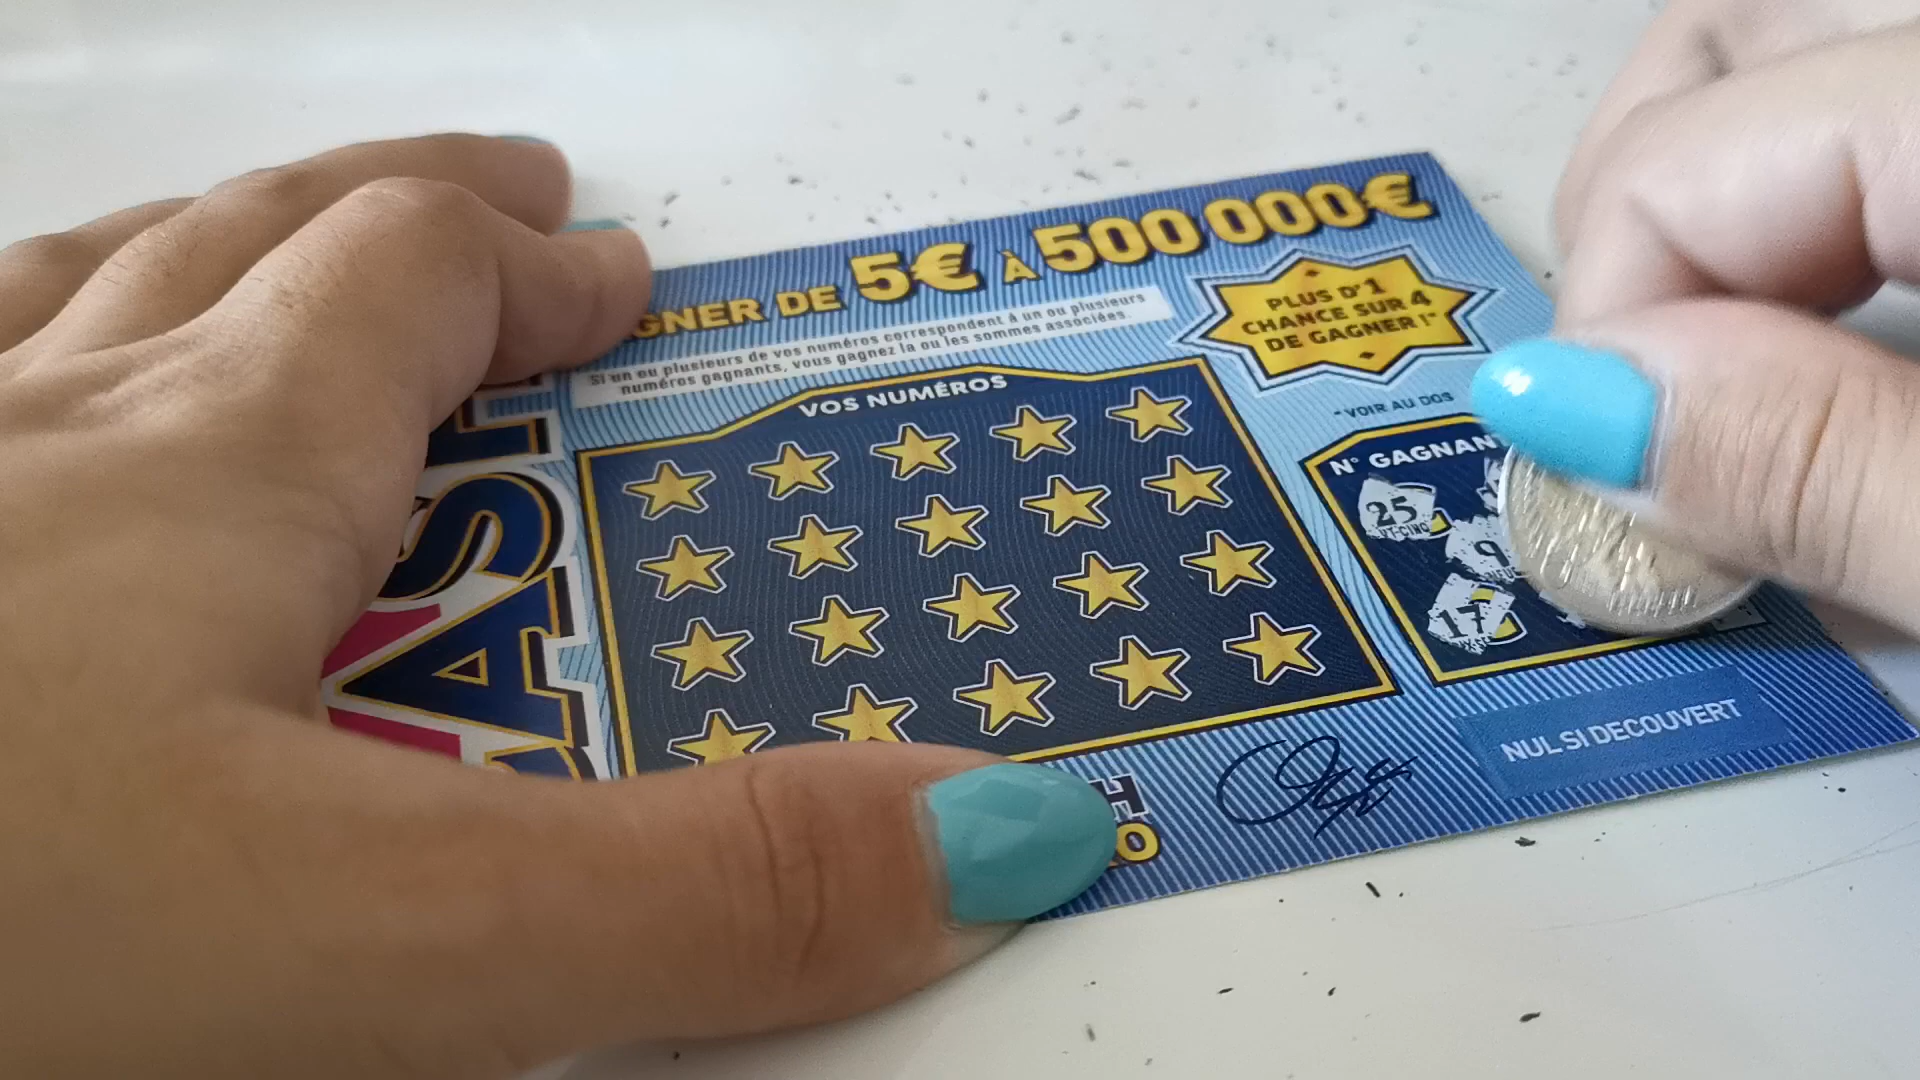 GNER DE 5€ À 500 000€
Si un ou plusieurs de vos numéros correspondent à un ou plusieurs
numéros gagnants, vous gagnez la ou les sommes associées.
PLUS D'1
CHANCE SUR 4
DE GAGNER !*
*VOIR AU DOS
VOS NUMÉROS
N° GAGNAN
25
9
17
NUL SI DECOUVERT